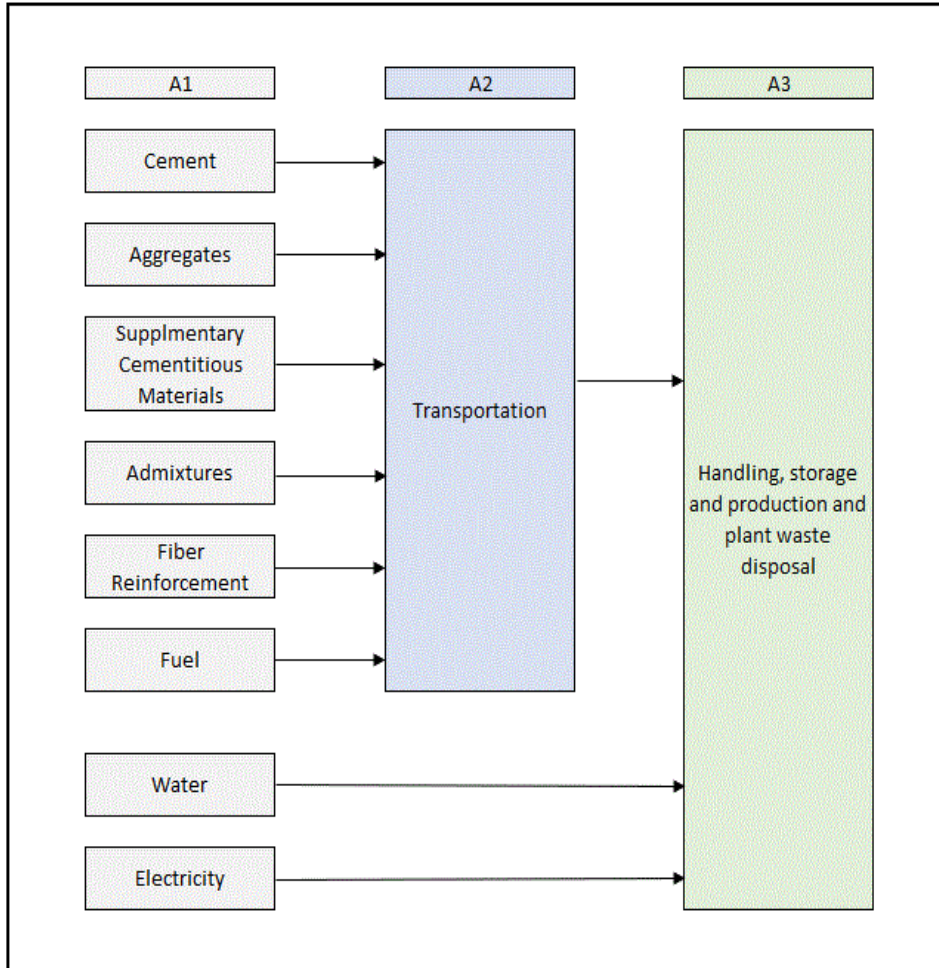 A1
A2
A3
Cement
Aggregates
Supplmentary
Cementitious
Materials
Admixtures
Fiber
Reinforcement
Fuel
Water
Electricity
Transportation
Handling, storage
and production and
plant waste
disposal